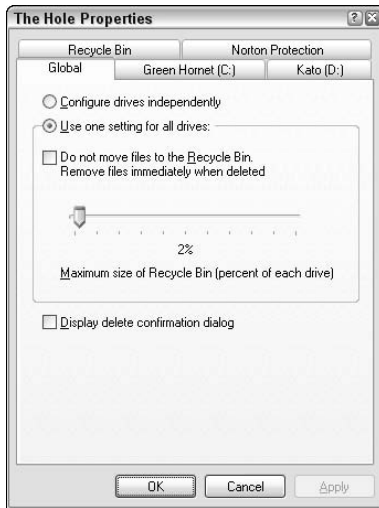 The Hole Properties
Recycle Bin Norton Protection
Global Green Hornet (C:) Kato (D:)
Configure drives independently
Use one setting for all drives:
Do not move files to the Recycle Bin.
Remove files immediately when deleted
2%
Maximum size of Recycle Bin (percent of each drive)
Display delete confirmation dialog
OK Cancel Apply